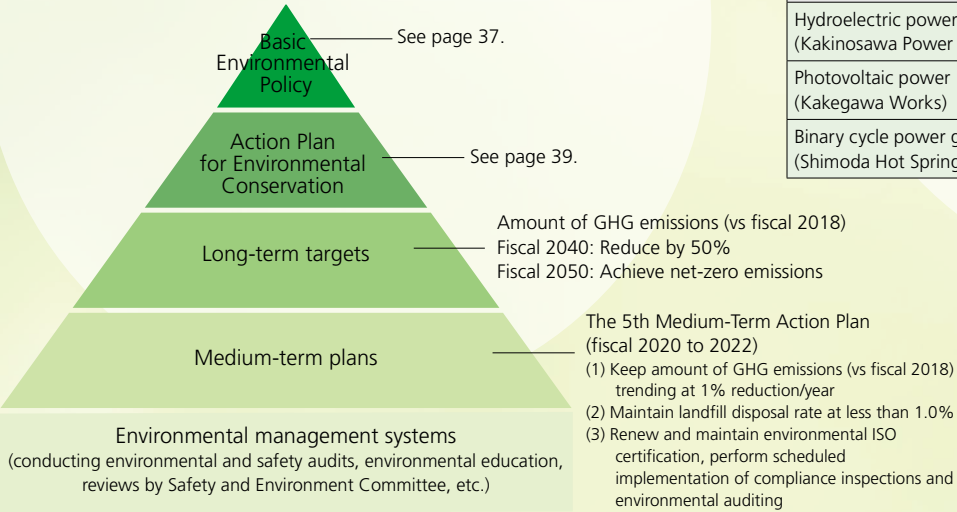 Basic
Environmental
Policy
See page 37.
Action Plan
for Environmental
Conservation
See page 39.
Long-term targets
Amount of GHG emissions (vs fiscal 2018)
Fiscal 2040: Reduce by 50%
Fiscal 2050: Achieve net-zero emissions
Medium-term plans
The 5th Medium-Term Action Plan
(fiscal 2020 to 2022)
(1) Keep amount of GHG emissions (vs fiscal 2018)
trending at 1% reduction/year
(2) Maintain landfill disposal rate at less than 1.0%
(3) Renew and maintain environmental ISO
certification, perform scheduled
implementation of compliance inspections and
environmental auditing
Environmental management systems
(conducting environmental and safety audits, environmental education,
reviews by Safety and Environment Committee, etc.)
Hydroelectric power
(Kakinosawa Power
Photovoltaic power
(Kakegawa Works)
Binary cycle power g
(Shimoda Hot Spring